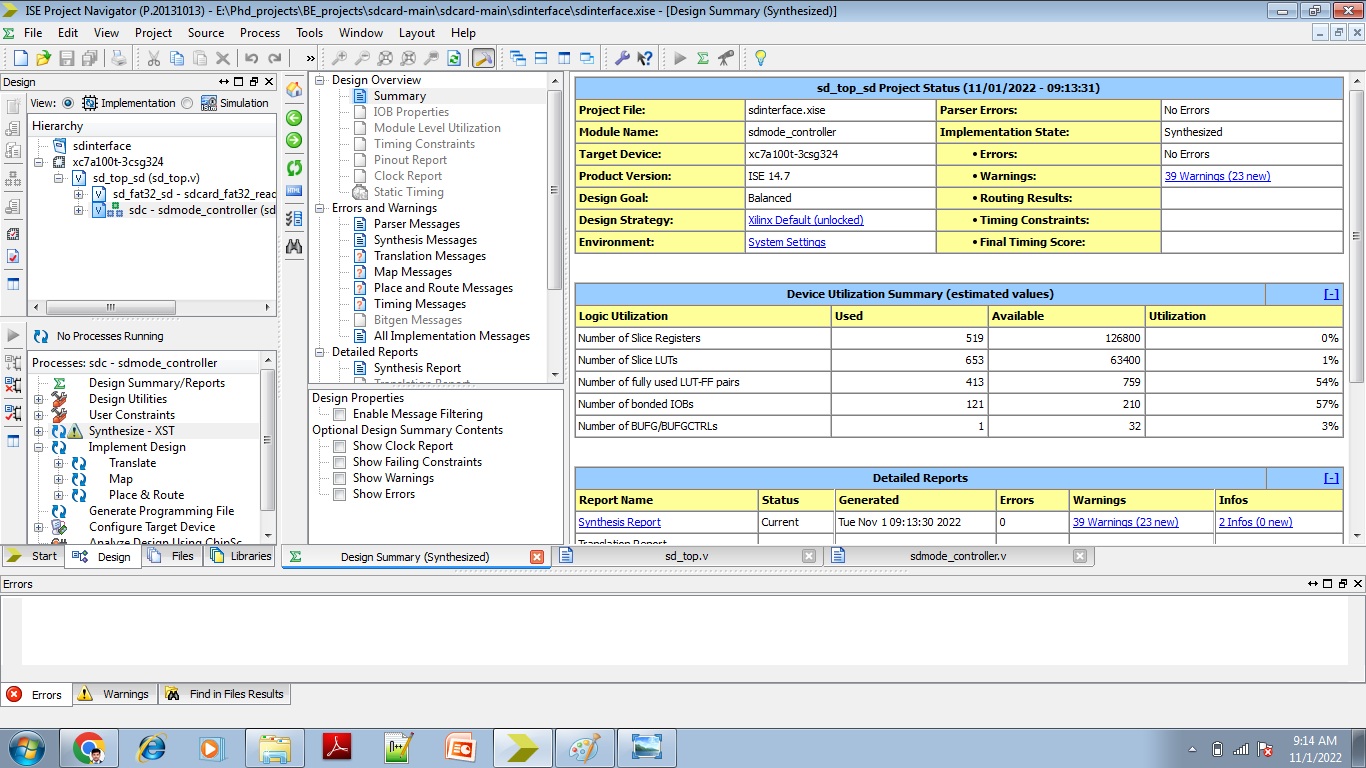 ISE Project Navigator (P.20131013) - E:\Phd_projects\BE_projects\sdcard-main\sdcard-main\sdinterface\sdinterface.xise - [Design Summary (Synthesized)]
File Edit View Project Source Process Tools Window Layout Help
»
Design
View: Implementation Simulation
Hierarchy
sdinterface
xc7a100t-3csg324
sd_top_sd (sd_top.v)
sd_fat32_sd - sdcard_fat32_reac
sdc - sdmode_controller (sd
No Processes Running
Processes: sdc - sdmode_controller
Design Summary/Reports
Design Utilities
User Constraints
Synthesize - XST
Implement Design
Translate
Map
Place & Route
Generate Programming File
Configure Target Device
Analyze Design Using ChipSc
Start Design Files Libraries
Design Overview
Summary
IOB Properties
Module Level Utilization
Timing Constraints
Pinout Report
Clock Report
Static Timing
Errors and Warnings
Parser Messages
Synthesis Messages
Translation Messages
Map Messages
Place and Route Messages
Timing Messages
Bitgen Messages
All Implementation Messages
Detailed Reports
Synthesis Report
Translation Report
Design Properties
Enable Message Filtering
Optional Design Summary Contents
Show Clock Report
Show Failing Constraints
Show Warnings
Show Errors
sd_top_sd Project Status (11/01/2022 - 09:13:31)
Project File: sdinterface.xise Parser Errors: No Errors
Module Name: sdmode_controller Implementation State: Synthesized
Target Device: xc7a100t-3csg324 • Errors: No Errors
Product Version: ISE 14.7 • Warnings: 39 Warnings (23 new)
Design Goal: Balanced • Routing Results:
Design Strategy: Xilinx Default (unlocked) • Timing Constraints:
Environment: System Settings • Final Timing Score:
Device Utilization Summary (estimated values) [-]
Logic Utilization Used Available Utilization
Number of Slice Registers 519 126800 0%
Number of Slice LUTs 653 63400 1%
Number of fully used LUT-FF pairs 413 759 54%
Number of bonded IOBs 121 210 57%
Number of BUFG/BUFGCTRLs 1 32 3%
Detailed Reports [-]
Report Name Status Generated Errors Warnings Infos
Synthesis Report Current Tue Nov 1 09:13:30 2022 0 39 Warnings (23 new) 2 Infos (0 new)
Translation Report
Design Summary (Synthesized) sd_top.v sdmode_controller.v
Errors
Errors Warnings Find in Files Results
9:14 AM
11/1/2022